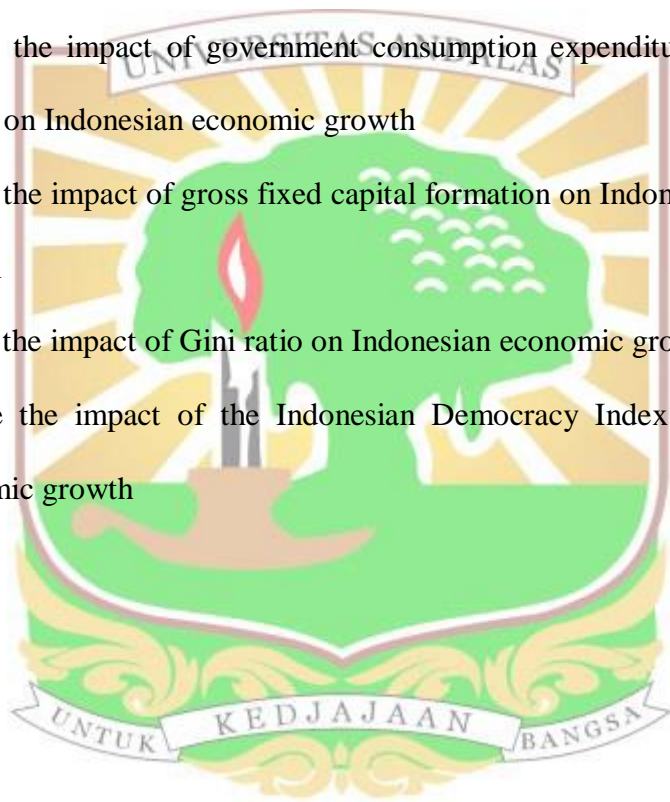 UNIVERSITAS ANDALAS
the impact of government consumption expenditu
on Indonesian economic growth
the impact of gross fixed capital formation on Indon
the impact of Gini ratio on Indonesian economic gro
e the impact of the Indonesian Democracy Index
mic growth
UNTUK KEDJAJAAN BANGSA